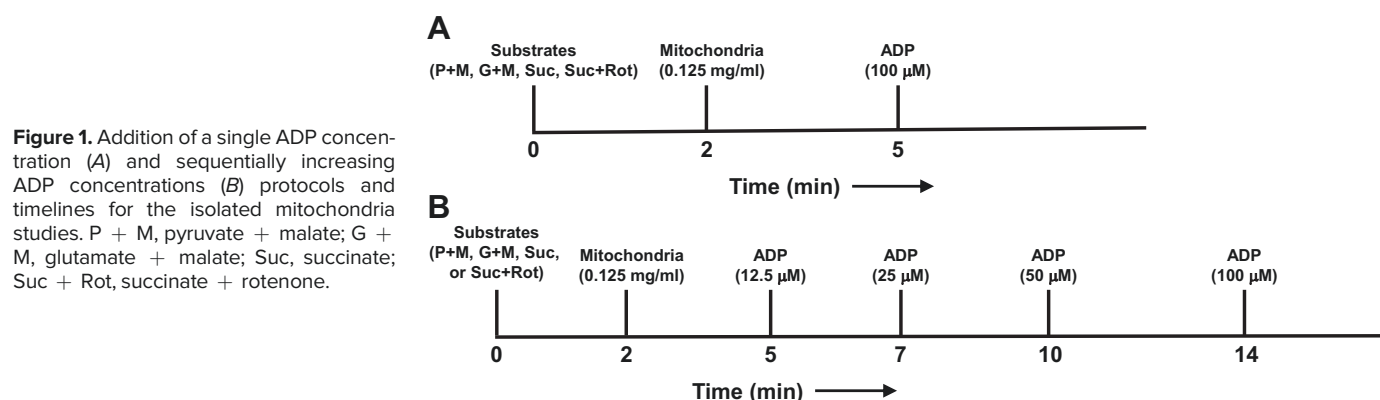 Figure 1. Addition of a single ADP concen-
tration (A) and sequentially increasing
ADP concentrations (B) protocols and
timelines for the isolated mitochondria
studies. P + M, pyruvate + malate; G +
M, glutamate + malate; Suc, succinate;
Suc + Rot, succinate + rotenone.
A
Substrates
(P+M, G+M, Suc, Suc+Rot)
Mitochondria
(0.125 mg/ml)
ADP
(100 μM)
0 2 5
Time (min)
B
Substrates
(P+M, G+M, Suc,
or Suc+Rot)
Mitochondria
(0.125 mg/ml)
ADP
(12.5 μM)
ADP
(25 μM)
ADP
(50 μM)
ADP
(100 μM)
0 2 5 7 10 14
Time (min)